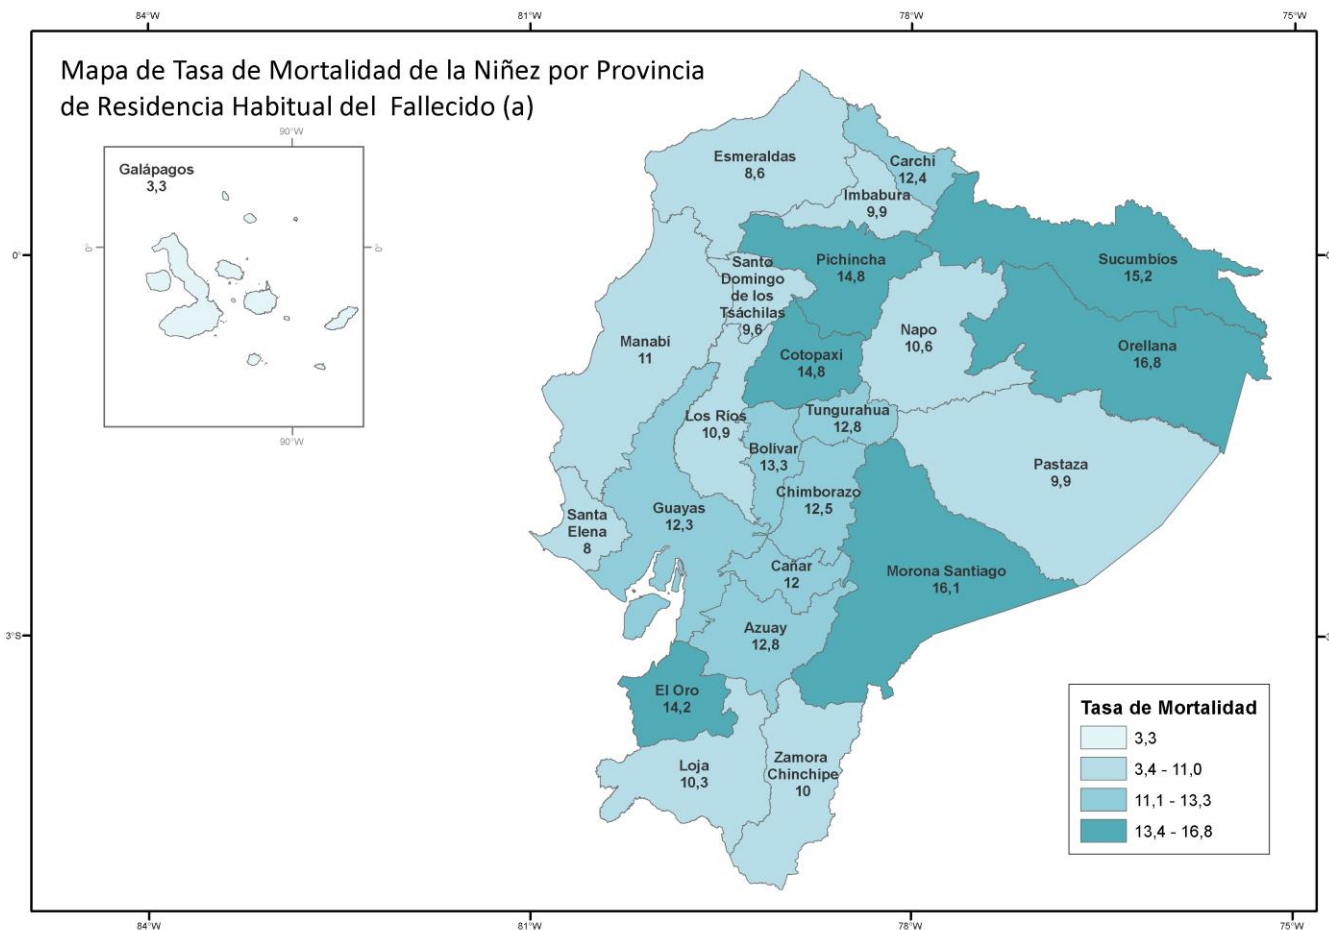 84°W
81°W
78°W
75°W
Mapa de Tasa de Mortalidad de la Niñez por Provincia
de Residencia Habitual del Fallecido (a)
90°W
Galápagos
3,3
0°
0°
90°W
0°
3°S
Esmeraldas
8,6
Carchi
12,4
Imbabura
9,9
Pichincha
14,8
Sucumbíos
15,2
Santo
Domingo
de los
Tsáchilas
9,6
Manabí
11
Napo
10,6
Orellana
16,8
Cotopaxi
14,8
Los Ríos
10,9
Tungurahua
12,8
Bolívar
13,3
Pastaza
9,9
Chimborazo
12,5
Guayas
12,3
Santa
Elena
8
Cañar
12
Morona Santiago
16,1
Azuay
12,8
El Oro
14,2
Loja
10,3
Zamora
Chinchipe
10
Tasa de Mortalidad
3,3
3,4 - 11,0
11,1 - 13,3
13,4 - 16,8
84°W
81°W
78°W
75°W